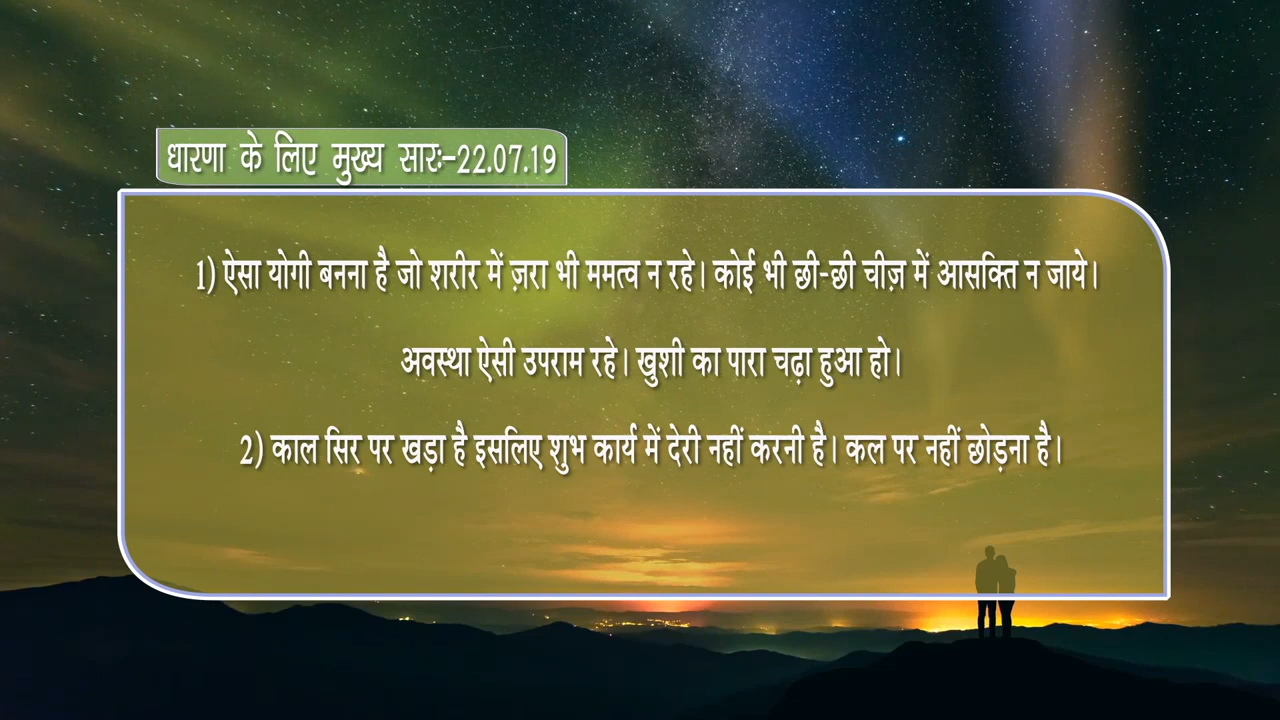 धारणा के लिए मुख्य सारः-22.07.19
1) ऐसा योगी बनना है जो शरीर में ज़रा भी ममत्व न रहे। कोई भी छी-छी चीज़ में आसक्ति न जाये।
अवस्था ऐसी उपराम रहे। खुशी का पारा चढ़ा हुआ हो।
2) काल सिर पर खड़ा है इसलिए शुभ कार्य में देरी नहीं करनी है। कल पर नहीं छोड़ना है।